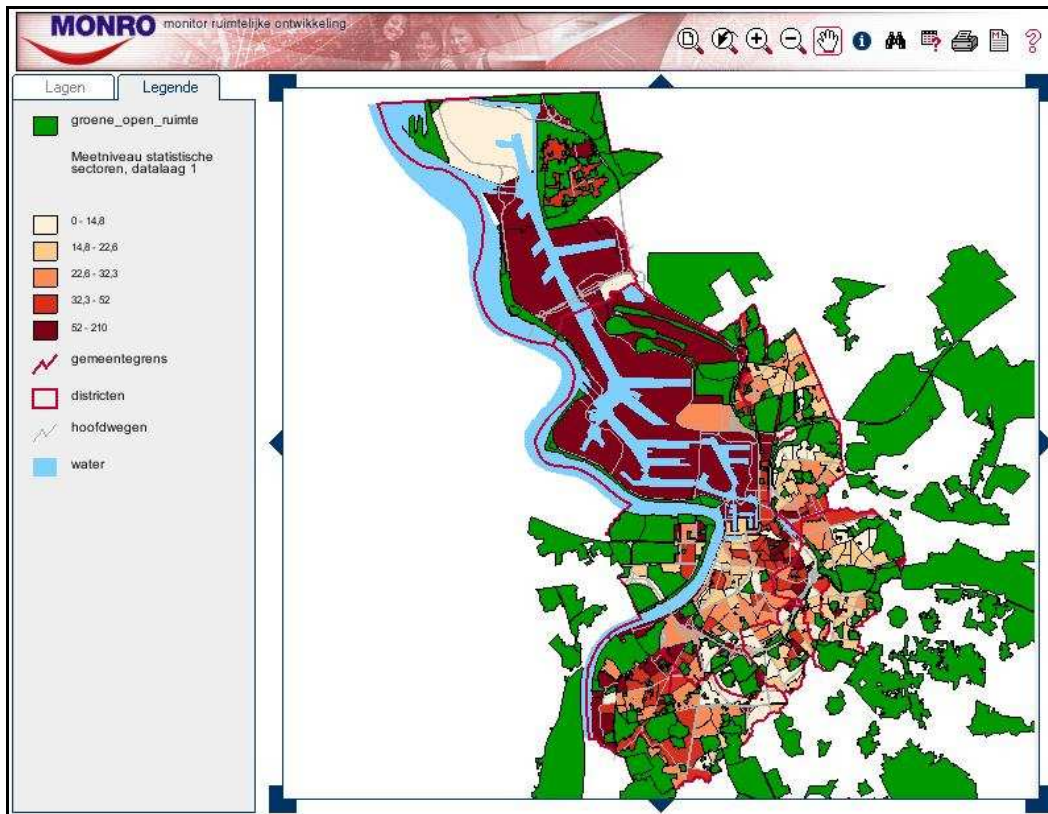 MONRO monitor ruimtelijke ontwikkeling
Lagen
Legende
groene_open_ruimte
Meetniveau statistische
sectoren, datalaag 1
0 - 14,8
14,8 - 22,6
22,6 - 32,3
32,3 - 52
52 - 210
gemeentegrens
districten
hoofdwegen
water